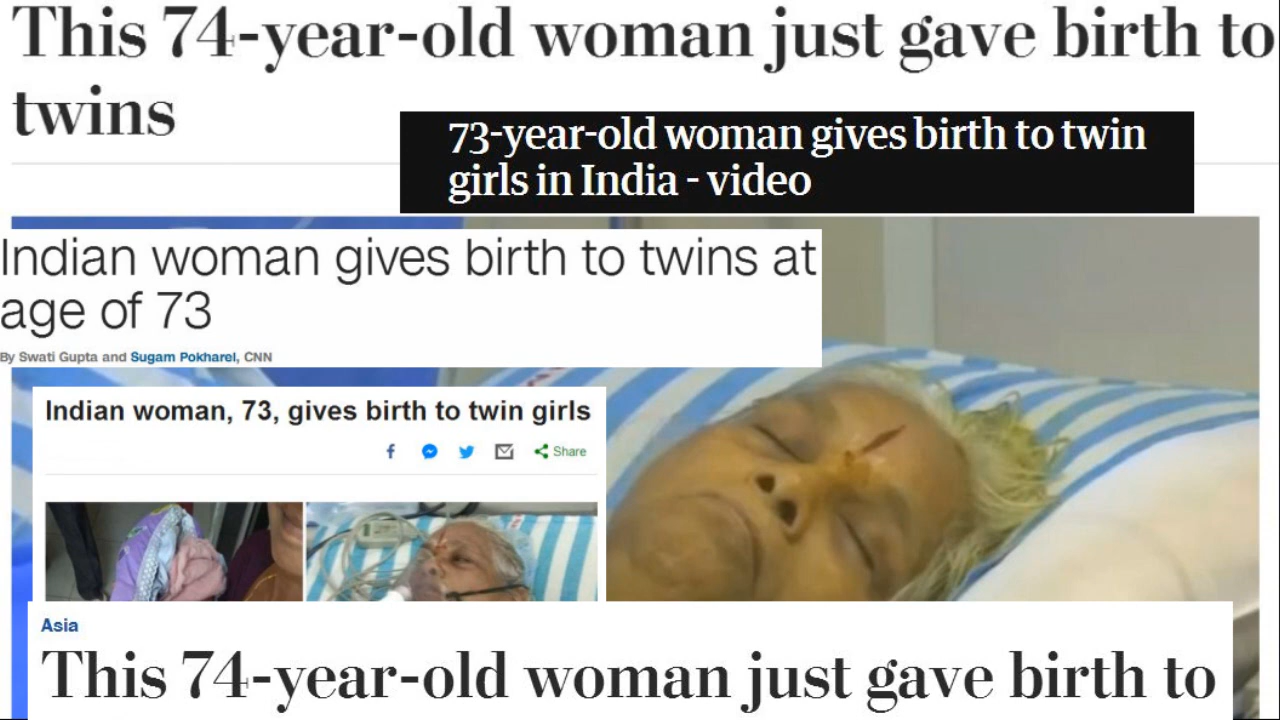 This 74-year-old woman just gave birth to
twins
73-year-old woman gives birth to twin
girls in India - video
Indian woman gives birth to twins at
age of 73
By Swati Gupta and Sugam Pokharel, CNN
Indian woman, 73, gives birth to twin girls
Share
Asia
This 74-year-old woman just gave birth to